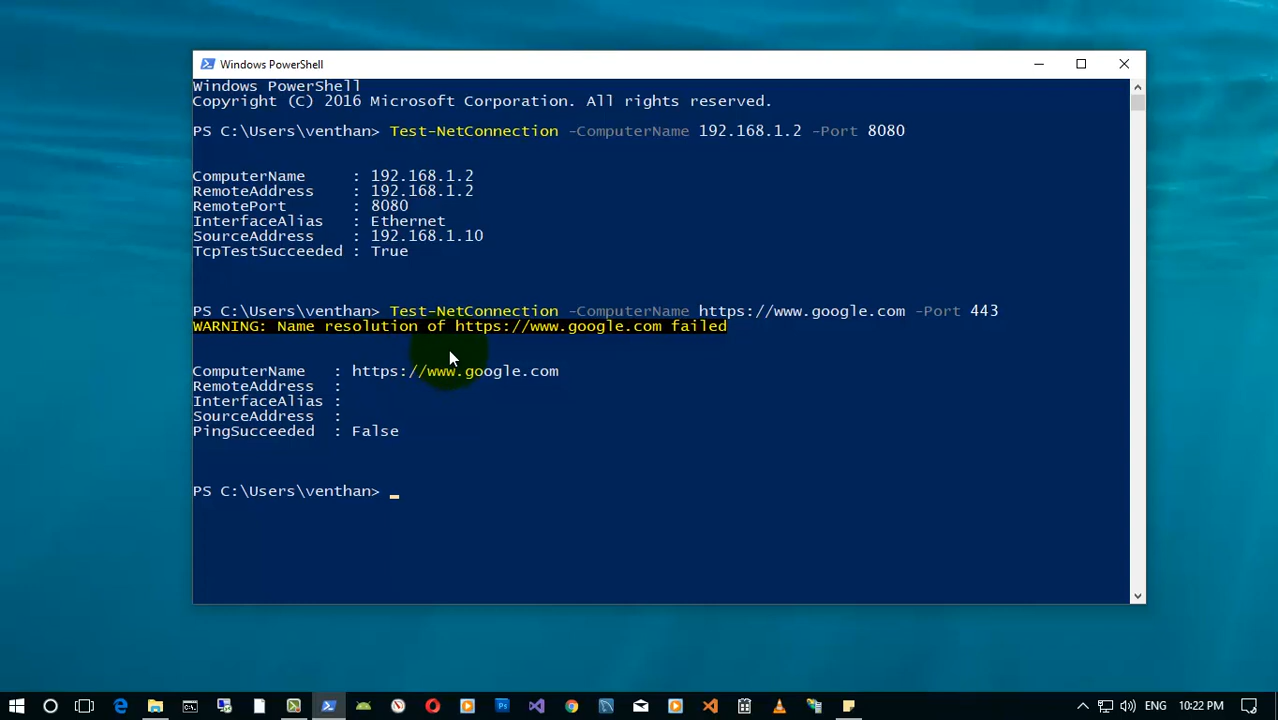 Windows PowerShell
Windows PowerShell
Copyright (C) 2016 Microsoft Corporation. All rights reserved.
PS C:\Users\venthan> Test-NetConnection -ComputerName 192.168.1.2 -Port 8080
ComputerName     : 192.168.1.2
RemoteAddress    : 192.168.1.2
RemotePort       : 8080
InterfaceAlias   : Ethernet
SourceAddress    : 192.168.1.10
TcpTestSucceeded : True
PS C:\Users\venthan> Test-NetConnection -ComputerName https://www.google.com -Port 443
WARNING: Name resolution of https://www.google.com failed
ComputerName   : https://www.google.com
RemoteAddress  :
InterfaceAlias :
SourceAddress  :
PingSucceeded  : False
PS C:\Users\venthan> _
Ps
ENG
10:22 PM